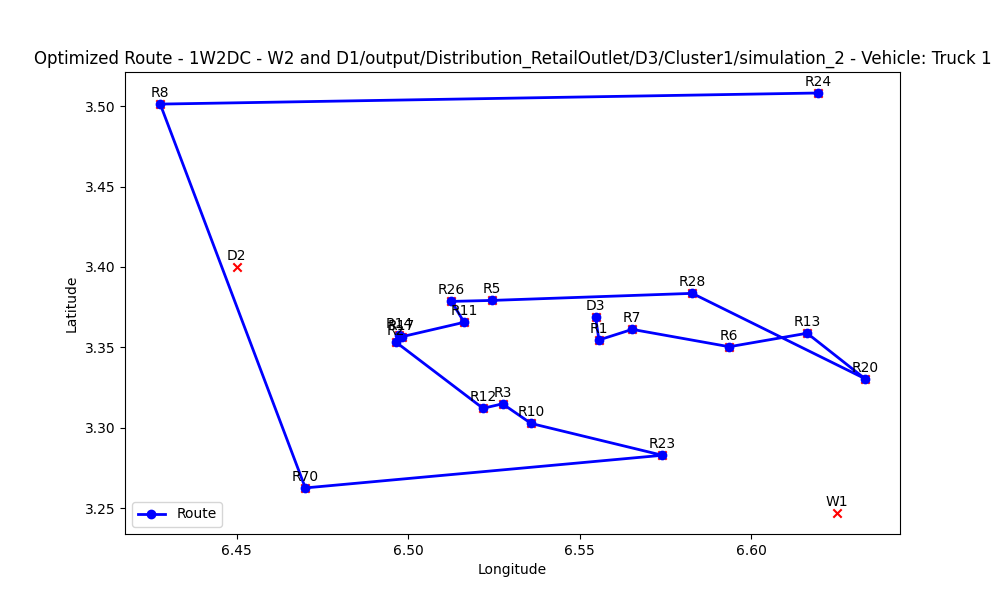 Optimized Route - 1W2DC - W2 and D1/output/Distribution_RetailOutlet/D3/Cluster1/simulation_2 - Vehicle: Truck 1
R8
R24
3.50
3.45
D2
3.40
R28
R26
R5
D3
R11
R7
R13
R14
R17
R1
R6
3.35
R20
R12
R3
R10
3.30
R23
R70
W1
3.25
Route
6.45
6.50
6.55
6.60
Longitude
Latitude